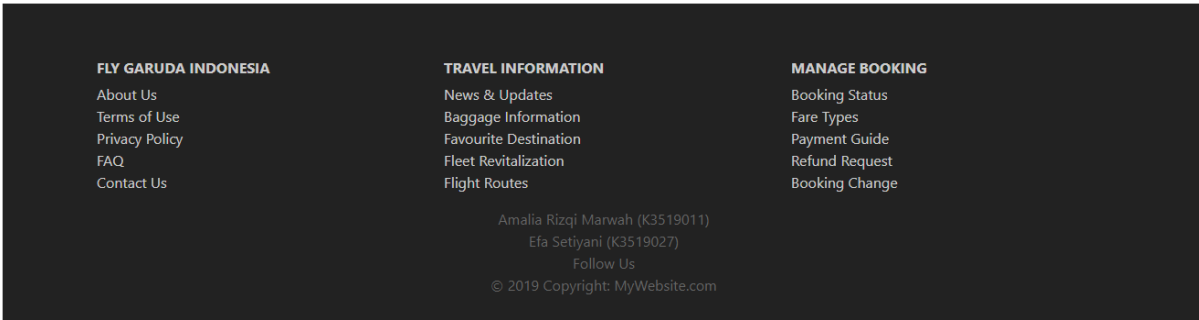 FLY GARUDA INDONESIA
About Us
Terms of Use
Privacy Policy
FAQ
Contact Us
TRAVEL INFORMATION
News & Updates
Baggage Information
Favourite Destination
Fleet Revitalization
Flight Routes
MANAGE BOOKING
Booking Status
Fare Types
Payment Guide
Refund Request
Booking Change
Amalia Rizqi Marwah (K3519011)
Efa Setiyani (K3519027)
Follow Us
© 2019 Copyright: MyWebsite.com